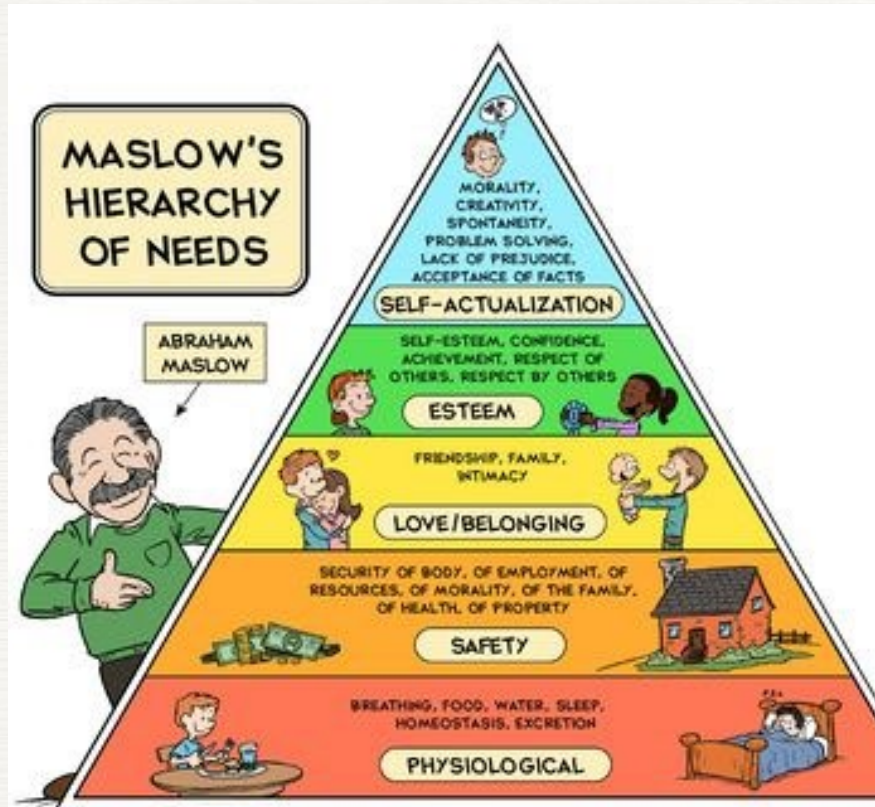 MASLOW'S
HIERARCHY
OF NEEDS
ABRAHAM
MASLOW
MORALITY,
CREATIVITY,
SPONTANEITY,
PROBLEM SOLVING,
LACK OF PREJUDICE,
ACCEPTANCE OF FACTS
SELF-ACTUALIZATION
SELF-ESTEEM, CONFIDENCE,
ACHIEVEMENT, RESPECT OF
OTHERS, RESPECT BY OTHERS
ESTEEM
FRIENDSHIP, FAMILY,
INTIMACY
LOVE/BELONGING
SECURITY OF BODY, OF EMPLOYMENT, OF
RESOURCES, OF MORALITY, OF THE FAMILY,
OF HEALTH, OF PROPERTY
SAFETY
BREATHING, FOOD, WATER, SLEEP,
HOMEOSTASIS, EXCRETION
PHYSIOLOGICAL